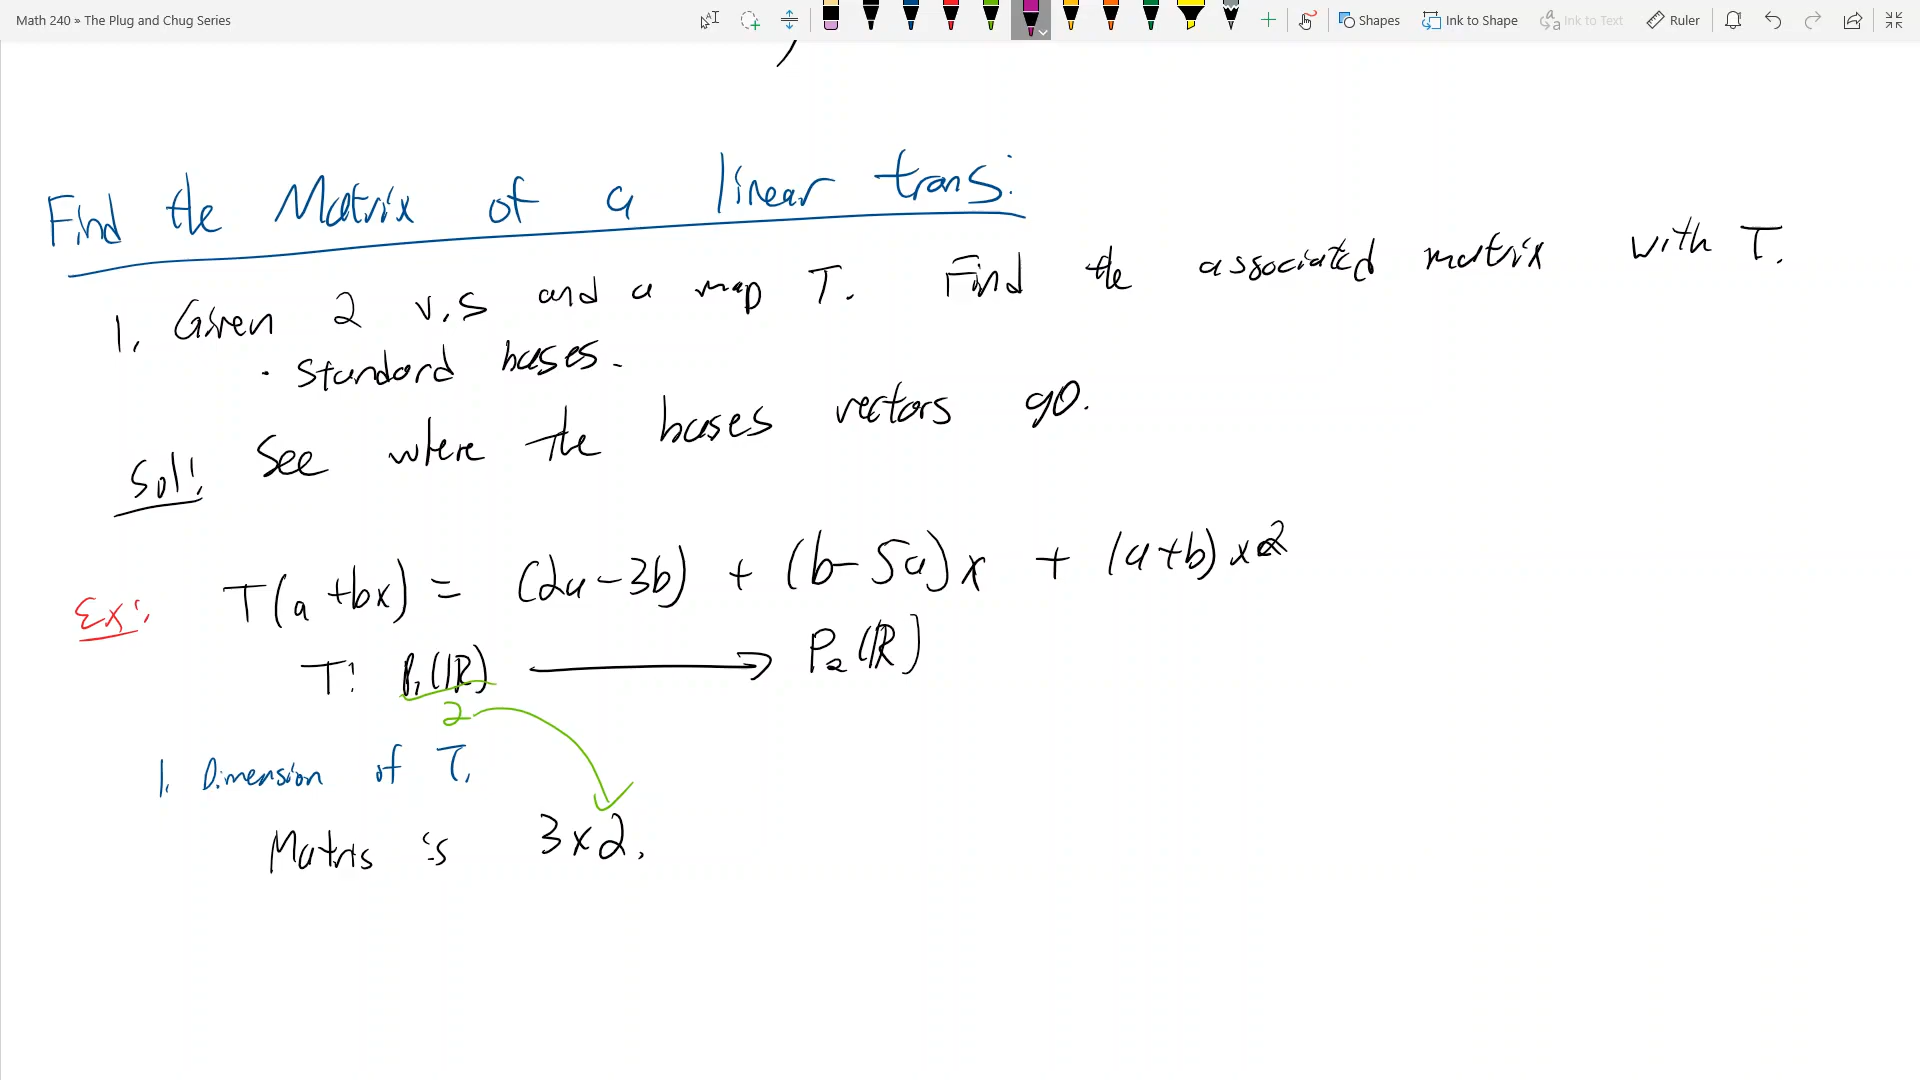 Math 240 » The Plug and Chug Series
Shapes Ink to Shape Ink to Text Ruler
Find the Matrix of a linear trans:
1. Given 2 v.s and a map T. Find the associated matrix with T.
· Standard bases.
Sol: See where the bases vectors go.
Ex: T(a+bx) = (2a-3b) + (b-5a)x + (a+b)x2
T: P₁(ℝ) ⟶ P₂(ℝ)
2
1. Dimension of T.
Matris is 3x2.